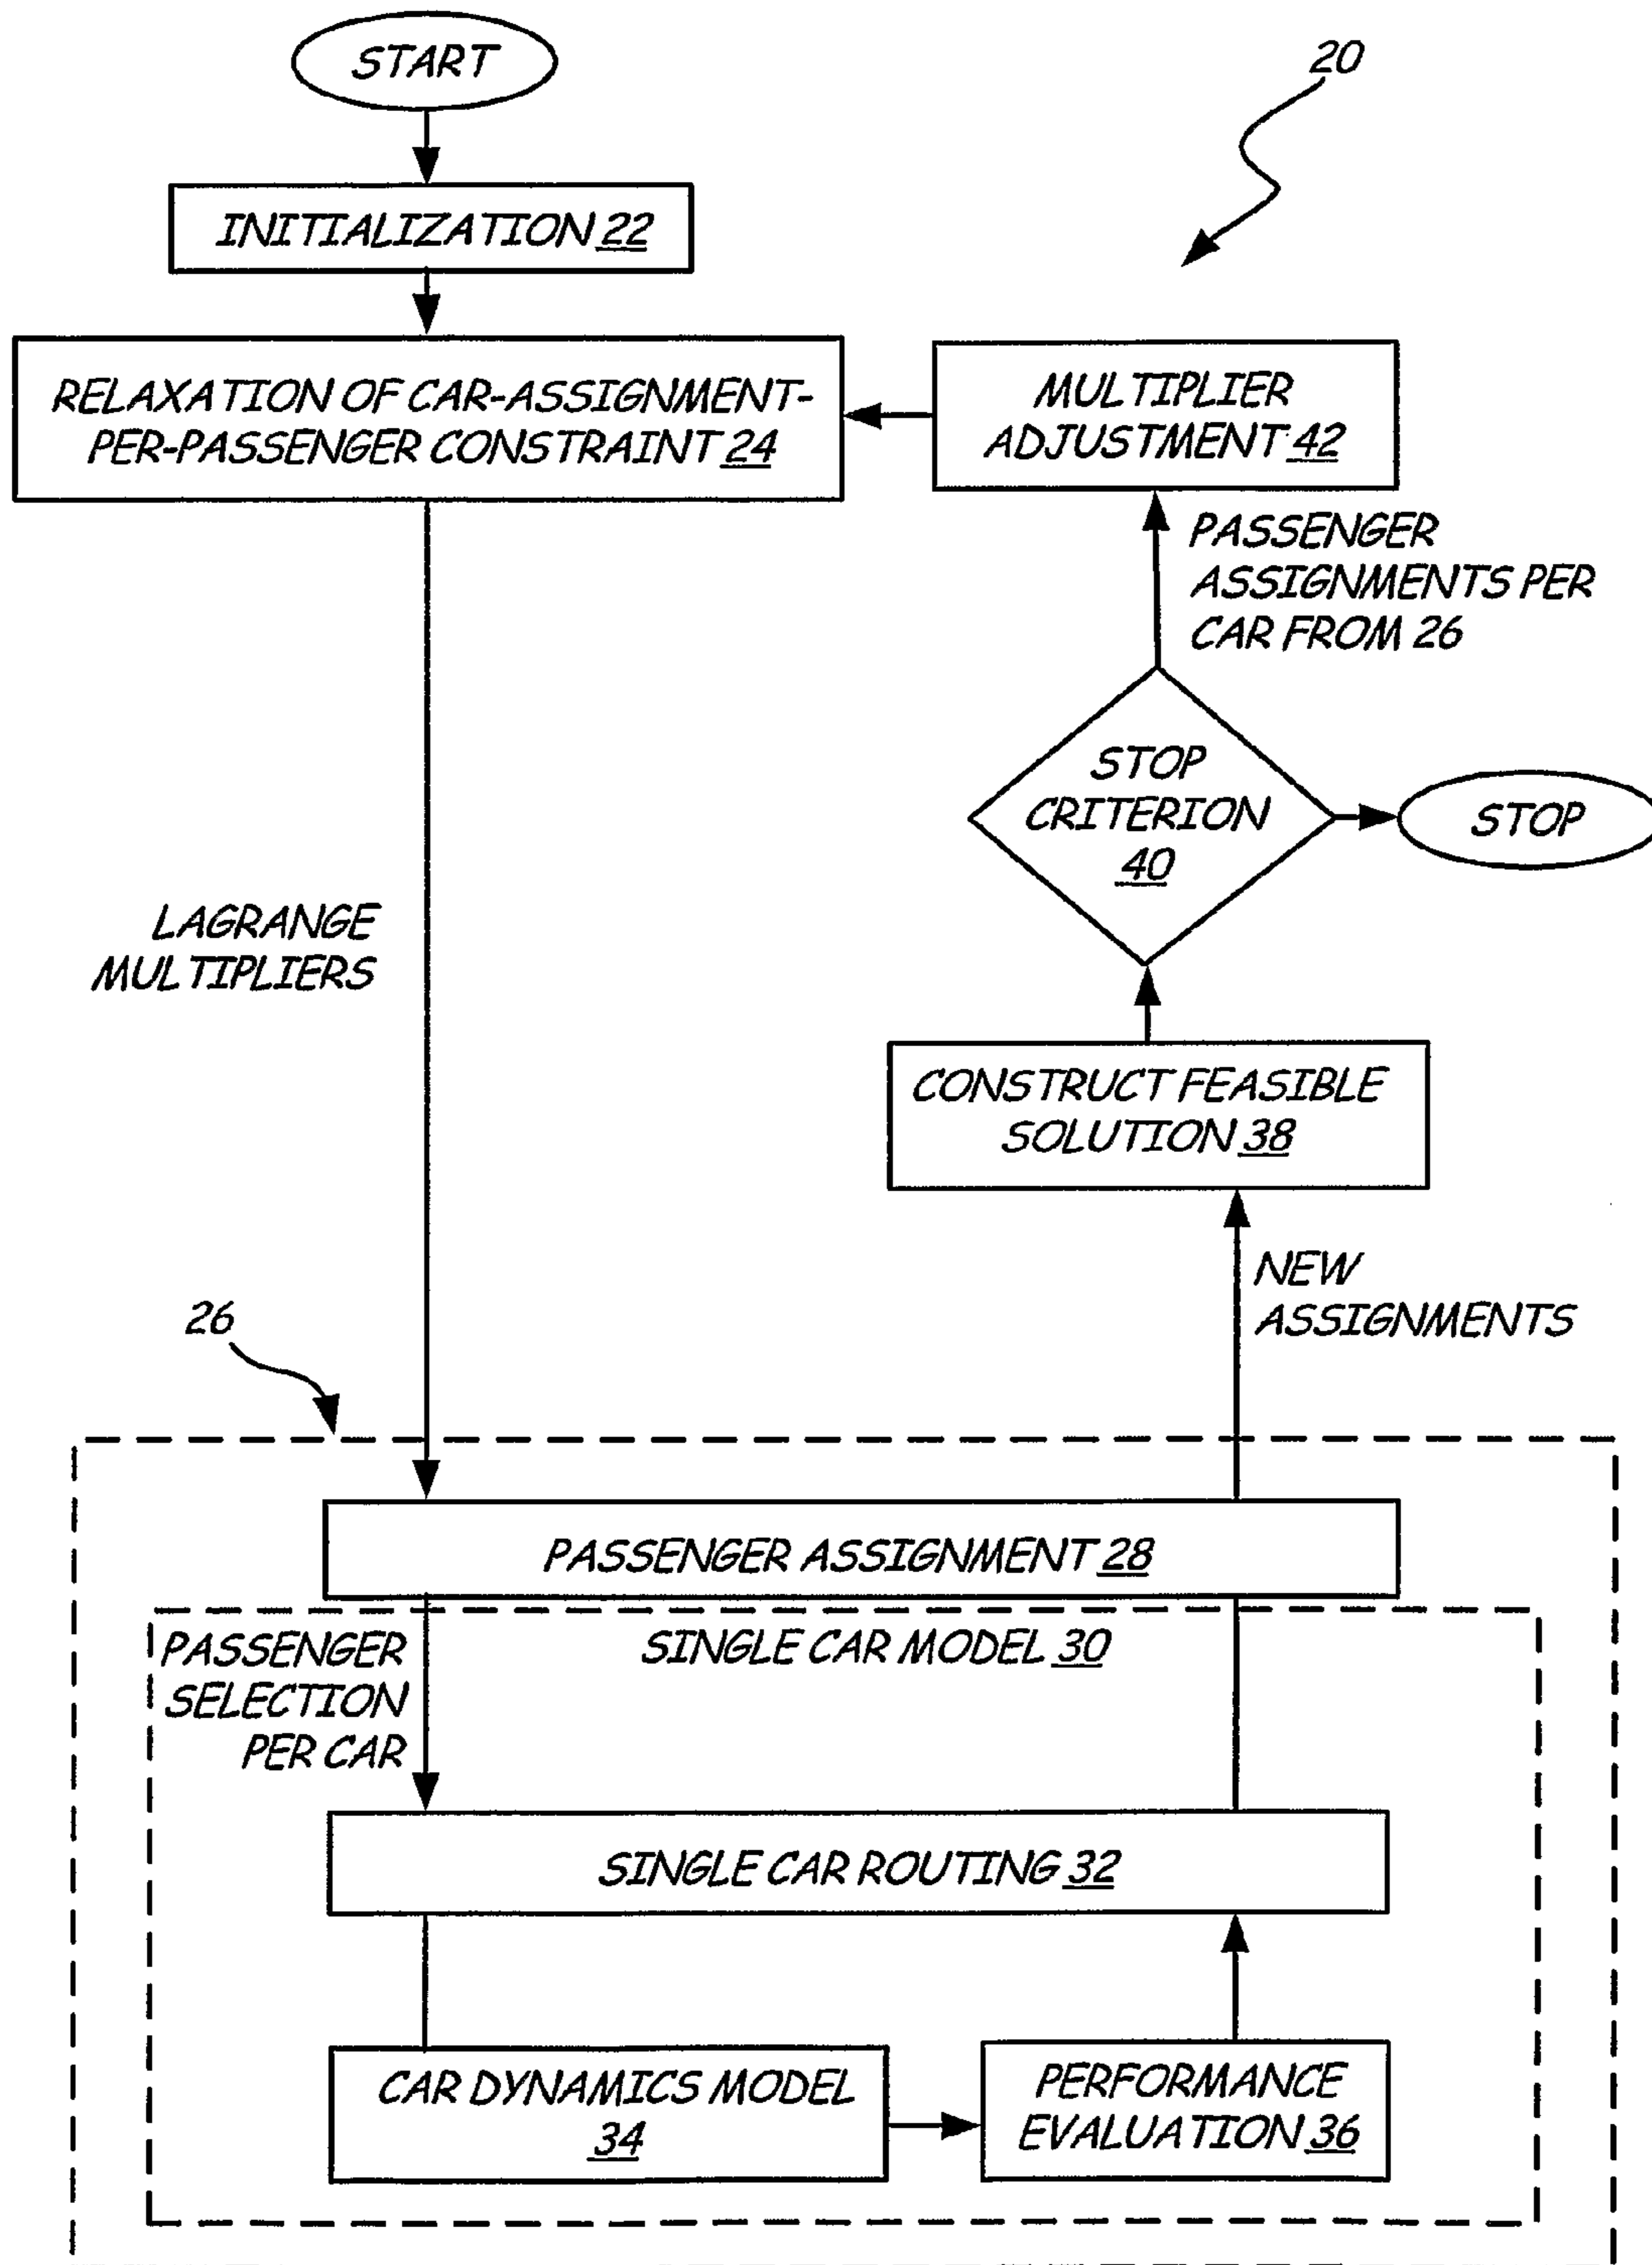 START
20
INITIALIZATION 22
RELAXATION OF CAR-ASSIGNMENT-
PER-PASSENGER CONSTRAINT 24
MULTIPLIER
ADJUSTMENT 42
PASSENGER
ASSIGNMENTS PER
CAR FROM 26
STOP
CRITERION
40
STOP
LAGRANGE
MULTIPLIERS
CONSTRUCT FEASIBLE
SOLUTION 38
NEW
ASSIGNMENTS
26
PASSENGER ASSIGNMENT 28
PASSENGER
SELECTION
PER CAR
SINGLE CAR MODEL 30
SINGLE CAR ROUTING 32
CAR DYNAMICS MODEL
34
PERFORMANCE
EVALUATION 36